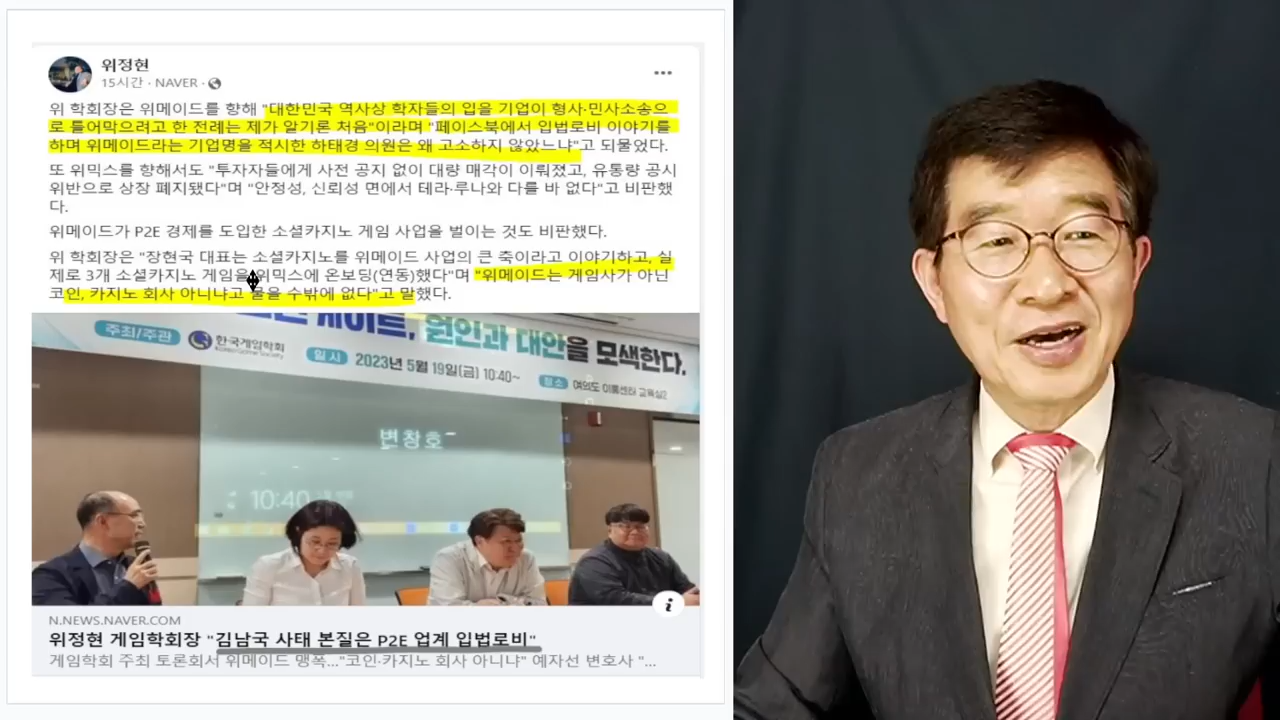 위정현
15시간 · NAVER ·
위 학회장은 위메이드를 향해 "대한민국 역사상 학자들의 입을 기업이 형사·민사소송으
로 틀어막으려고 한 전례는 제가 알기론 처음"이라며 "페이스북에서 입법로비 이야기를
하며 위메이드라는 기업명을 적시한 하태경 의원은 왜 고소하지 않았느냐"고 되물었다.
또 위믹스를 향해서도 "투자자들에게 사전 공지 없이 대량 매각이 이뤄졌고, 유통량 공시
위반으로 상장 폐지됐다"며 "안정성, 신뢰성 면에서 테라·루나와 다를 바 없다"고 비판했
다.
위메이드가 P2E 경제를 도입한 소셜카지노 게임 사업을 벌이는 것도 비판했다.
위 학회장은 "장현국 대표는 소셜카지노를 위메이드 사업의 큰 축이라고 이야기하고, 실
제로 3개 소셜카지노 게임을 위믹스에 온보딩(연동)했다"며 "위메이드는 게임사가 아닌
코인, 카지노 회사 아니냐고 물을 수밖에 없다"고 말했다.
게이트, 원인과 대안을 모색한다.
주최/주관 한국게임학회 Korea Game Society 일시 2023년 5월 19일(금) 10:40~ 장소 여의도 이룸센터 교육실2
변창호
10:40
N.NEWS.NAVER.COM
위정현 게임학회장 "김남국 사태 본질은 P2E 업계 입법로비"
게임학회 주최 토론회서 위메이드 맹폭..."코인·카지노 회사 아니냐" 예자선 변호사 "...